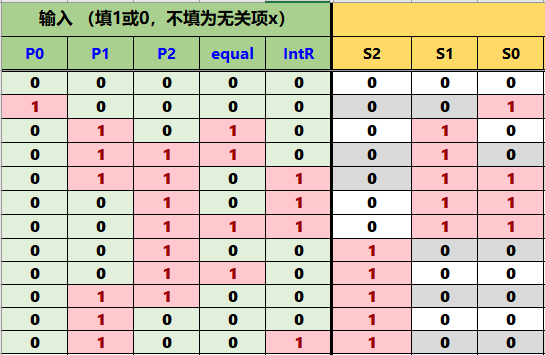 输入 （填1或0，不填为无关项x）
P0 P1 P2 equal IntR S2 S1 S0
0 0 0 0 0 0 0 0
1 0 0 0 0 0 0 1
0 1 0 1 0 0 1 0
0 1 1 1 0 0 1 0
0 1 1 0 1 0 1 1
0 0 1 0 1 0 1 1
0 0 1 1 1 0 1 1
0 0 1 0 0 1 0 0
0 0 1 1 0 1 0 0
0 1 1 0 0 1 0 0
0 1 0 0 0 1 0 0
0 1 0 0 1 1 0 0